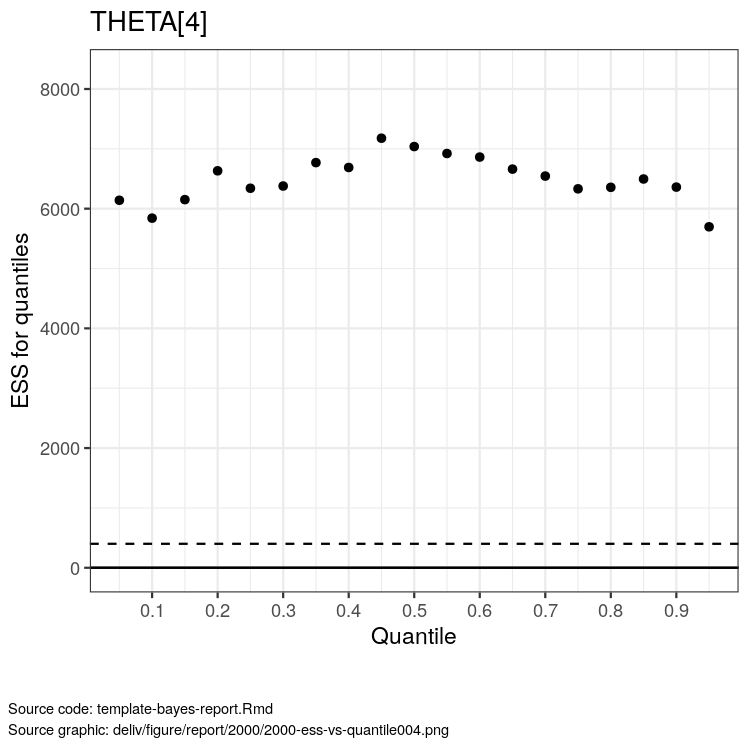 THETA[4]
8000
6000
4000
2000
0
ESS for quantiles
0.1 0.2 0.3 0.4 0.5 0.6 0.7 0.8 0.9
Quantile
Source code: template-bayes-report.Rmd
Source graphic: deliv/figure/report/2000/2000-ess-vs-quantile004.png